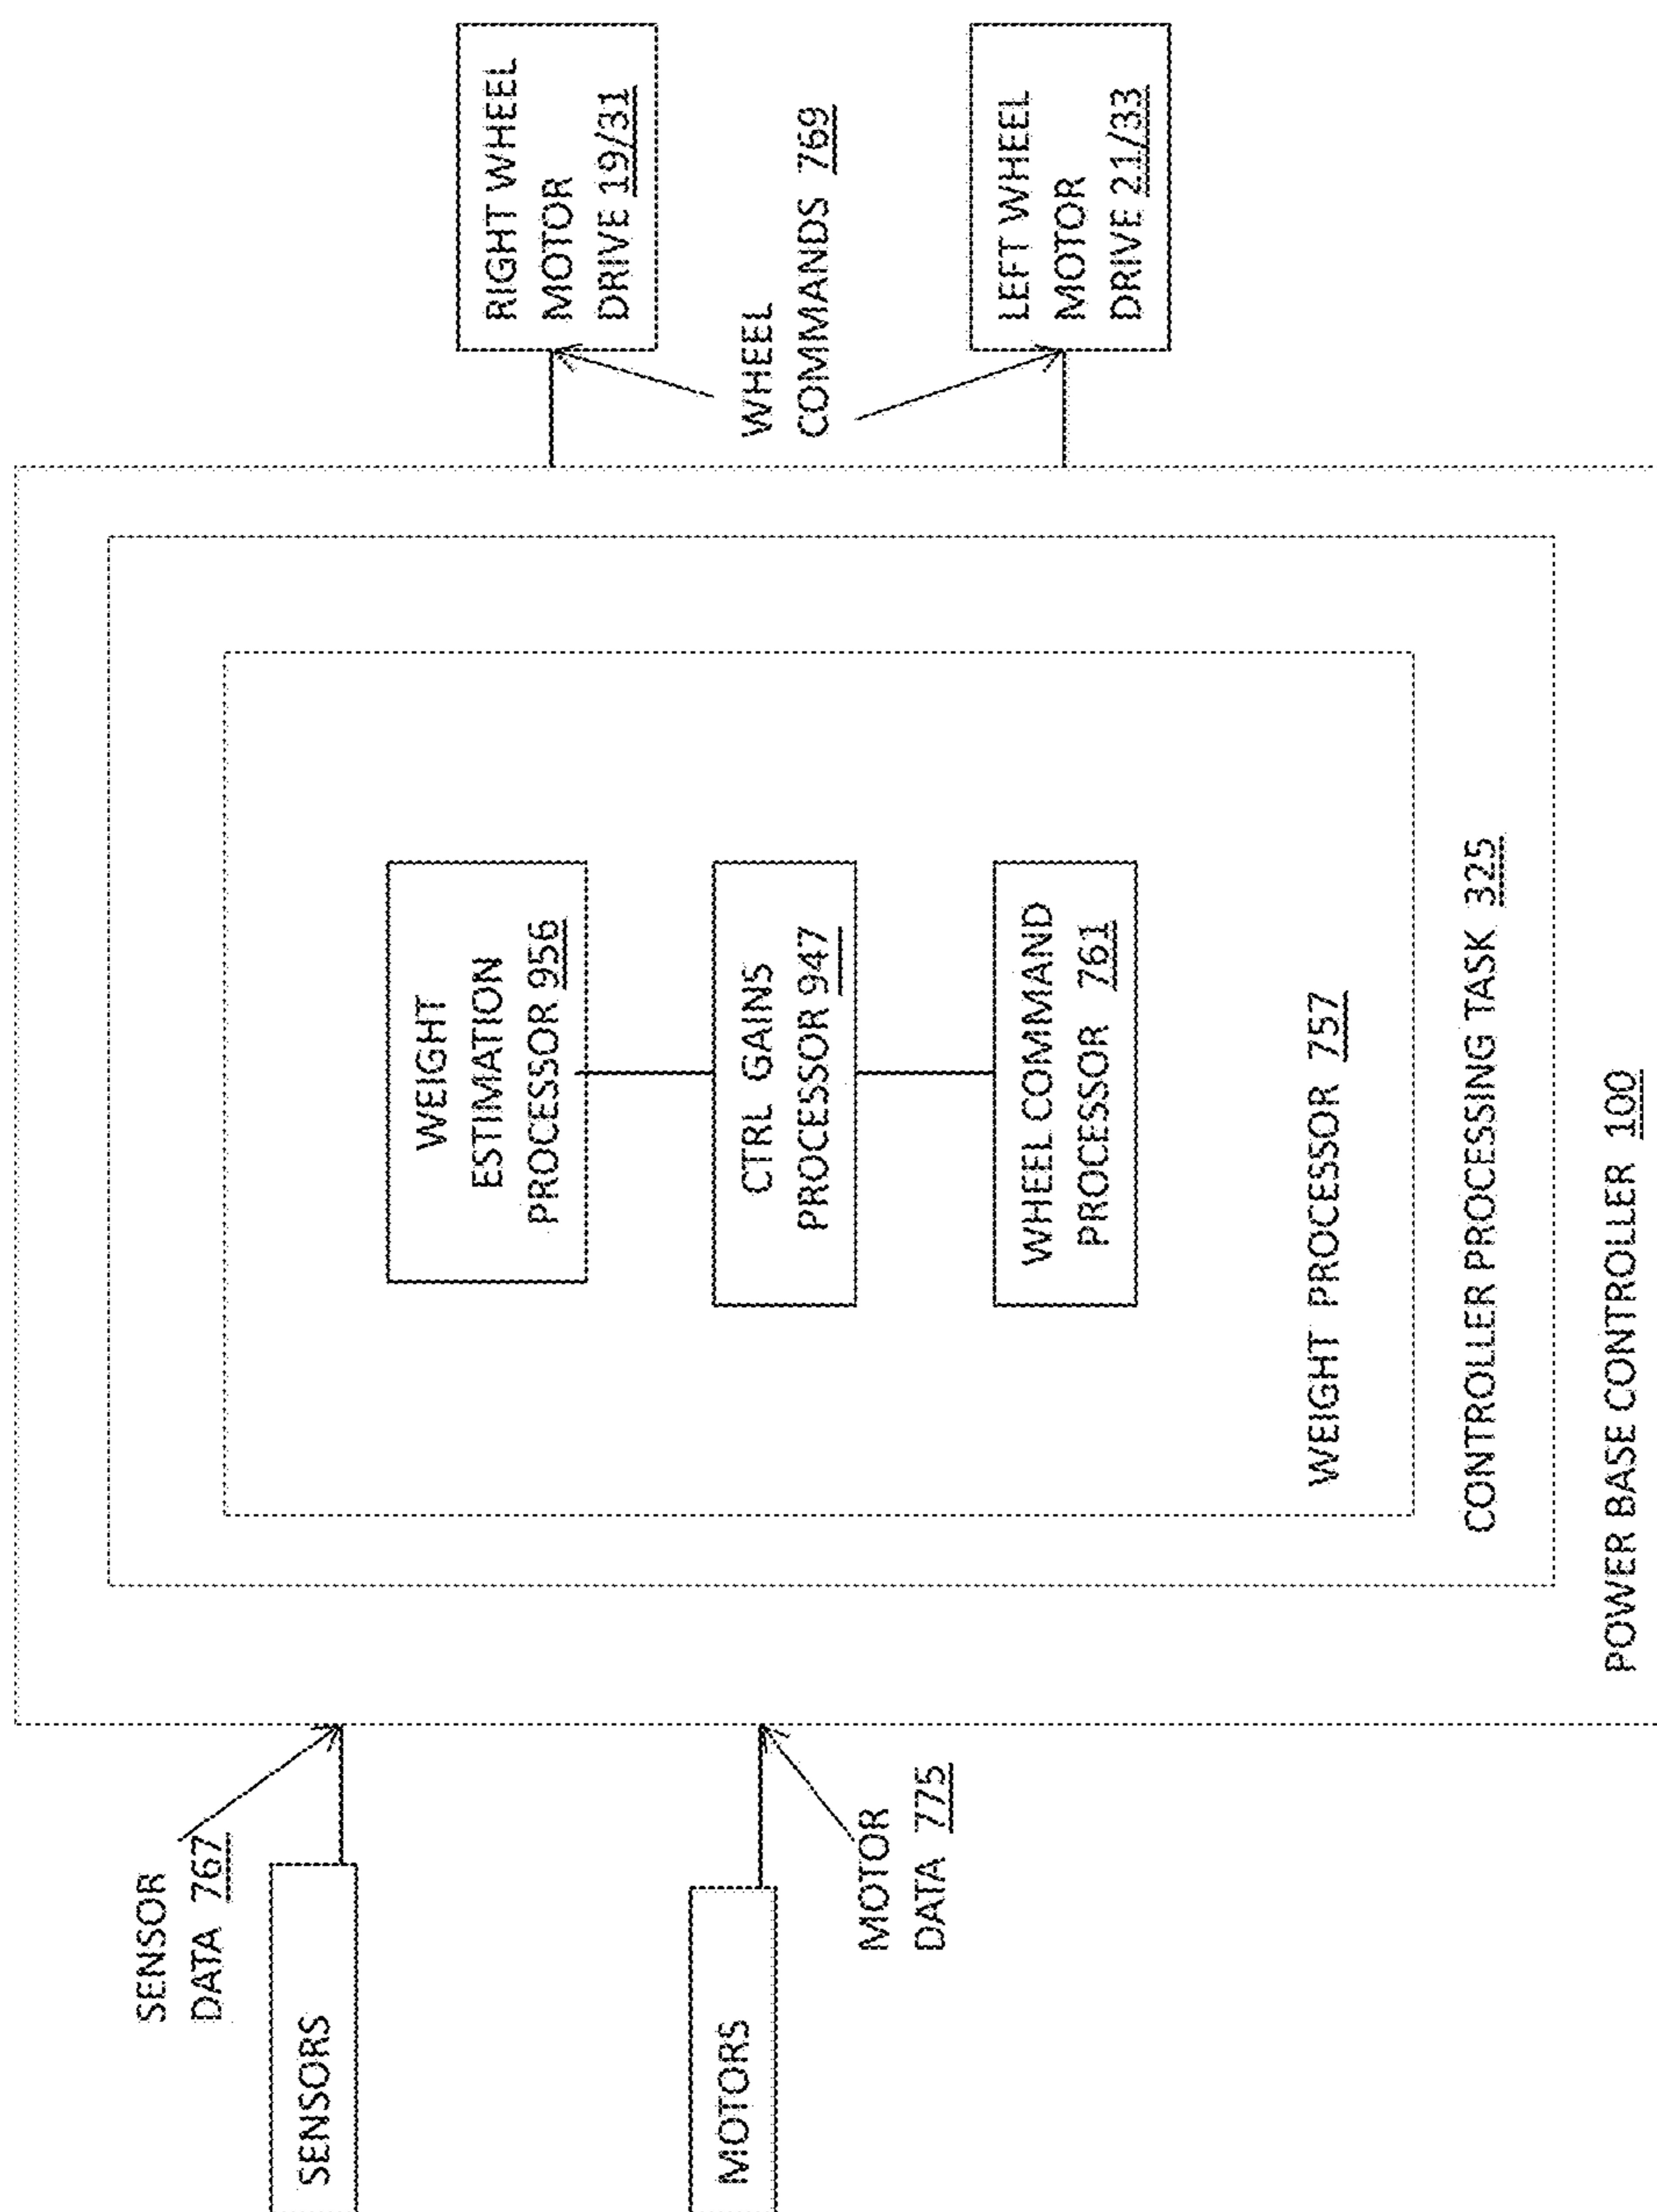 SENSOR
DATA 767
SENSORS
MOTORS
MOTOR
DATA 775
WEIGHT
ESTIMATION
PROCESSOR 956
CTRL GAINS
PROCESSOR 947
WHEEL COMMAND
PROCESSOR 761
WEIGHT PROCESSOR 757
CONTROLLER PROCESSING TASK 325
POWER BASE CONTROLLER 100
RIGHT WHEEL
MOTOR
DRIVE 19/31
WHEEL
COMMANDS 769
LEFT WHEEL
MOTOR
DRIVE 21/33